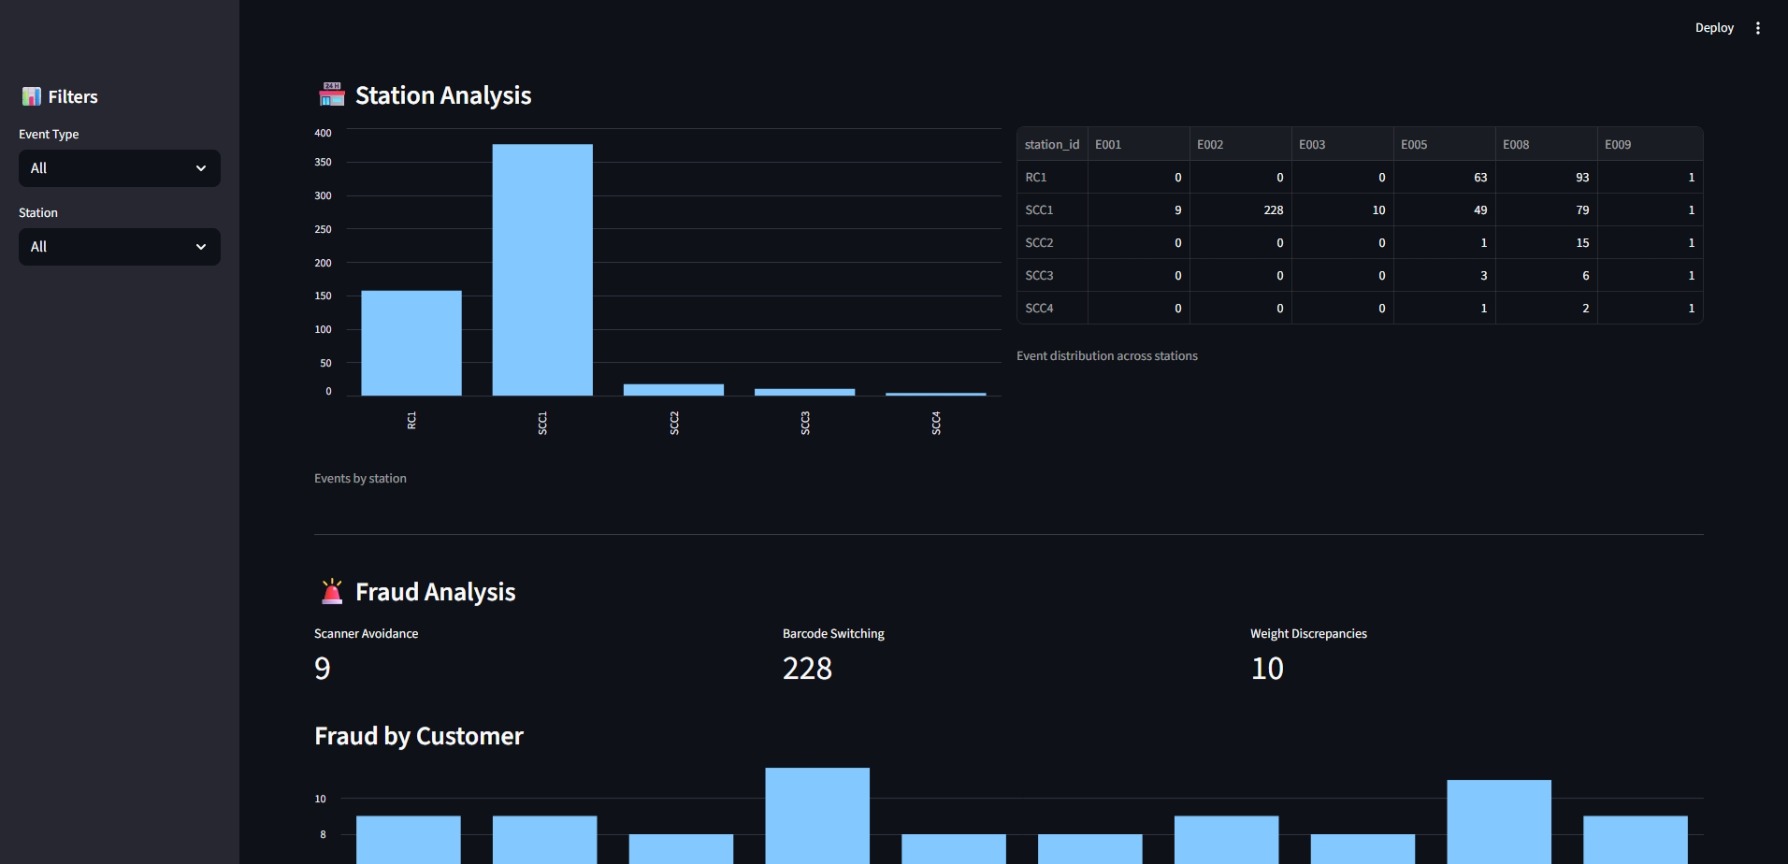 Deploy
Filters
Event Type
All
Station
All
24 H
Station Analysis
400
350
300
250
200
150
100
50
0
RC1
SCC1
SCC2
SCC3
SCC4
Events by station
station_id E001 E002 E003 E005 E008 E009
RC1 0 0 0 63 93 1
SCC1 9 228 10 49 79 1
SCC2 0 0 0 1 15 1
SCC3 0 0 0 3 6 1
SCC4 0 0 0 1 2 1
Event distribution across stations
Fraud Analysis
Scanner Avoidance
9
Barcode Switching
228
Weight Discrepancies
10
Fraud by Customer
10
8